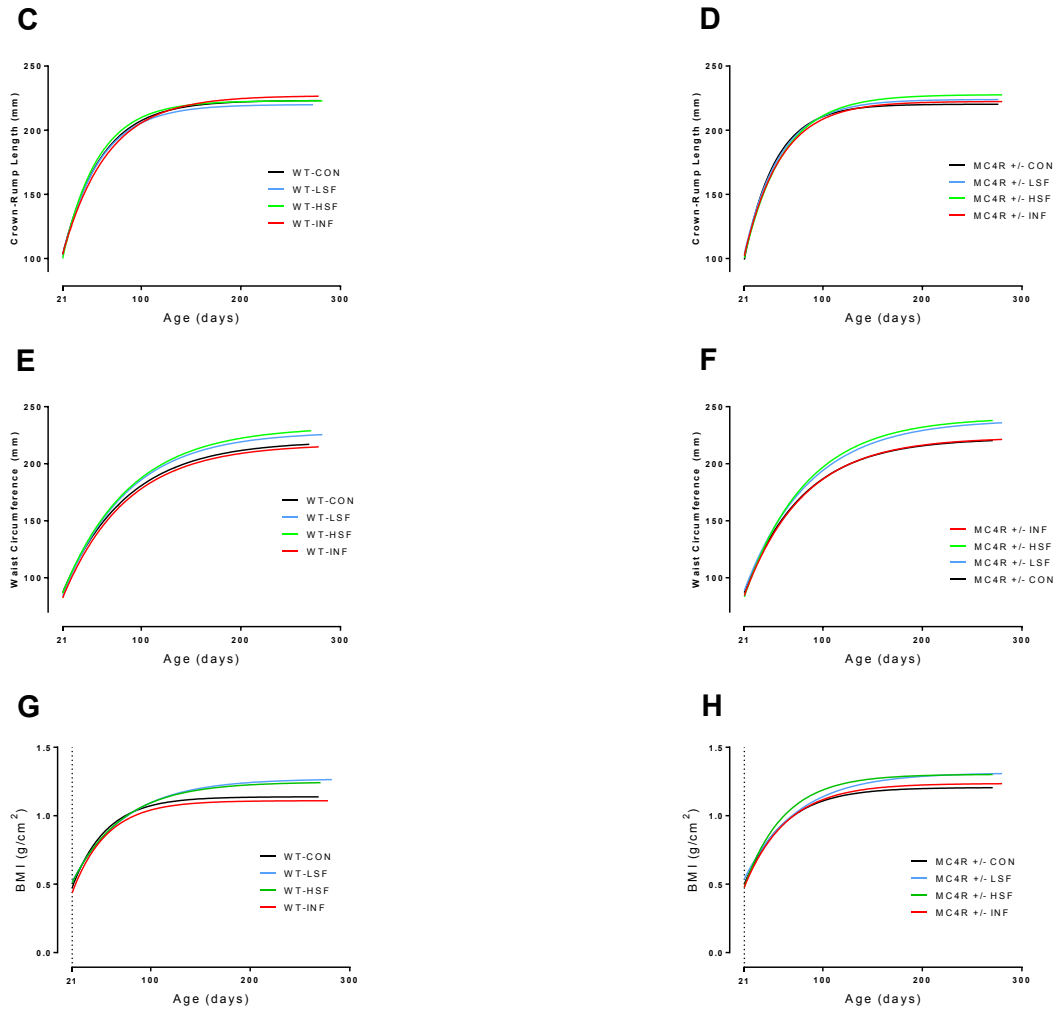 C
Crown-Rump Length (mm)
250
200
150
100
21
100
200
300
Age (days)
WT-CON
WT-LSF
WT-HSF
WT-INF
D
Crown-Rump Length (mm)
250
200
150
100
21
100
200
300
Age (days)
MC4R +/- CON
MC4R +/- LSF
MC4R +/- HSF
MC4R +/- INF
E
Waist Circumference (mm)
250
200
150
100
21
100
200
300
Age (days)
WT-CON
WT-LSF
WT-HSF
WT-INF
F
Waist Circumference (mm)
250
200
150
100
21
100
200
300
Age (days)
MC4R +/- INF
MC4R +/- HSF
MC4R +/- LSF
MC4R +/- CON
G
BMI (g/cm²)
1.5
1.0
0.5
0.0
21
100
200
300
Age (days)
WT-CON
WT-LSF
WT-HSF
WT-INF
H
BMI (g/cm²)
1.5
1.0
0.5
0.0
21
100
200
300
Age (days)
MC4R +/- CON
MC4R +/- LSF
MC4R +/- HSF
MC4R +/- INF